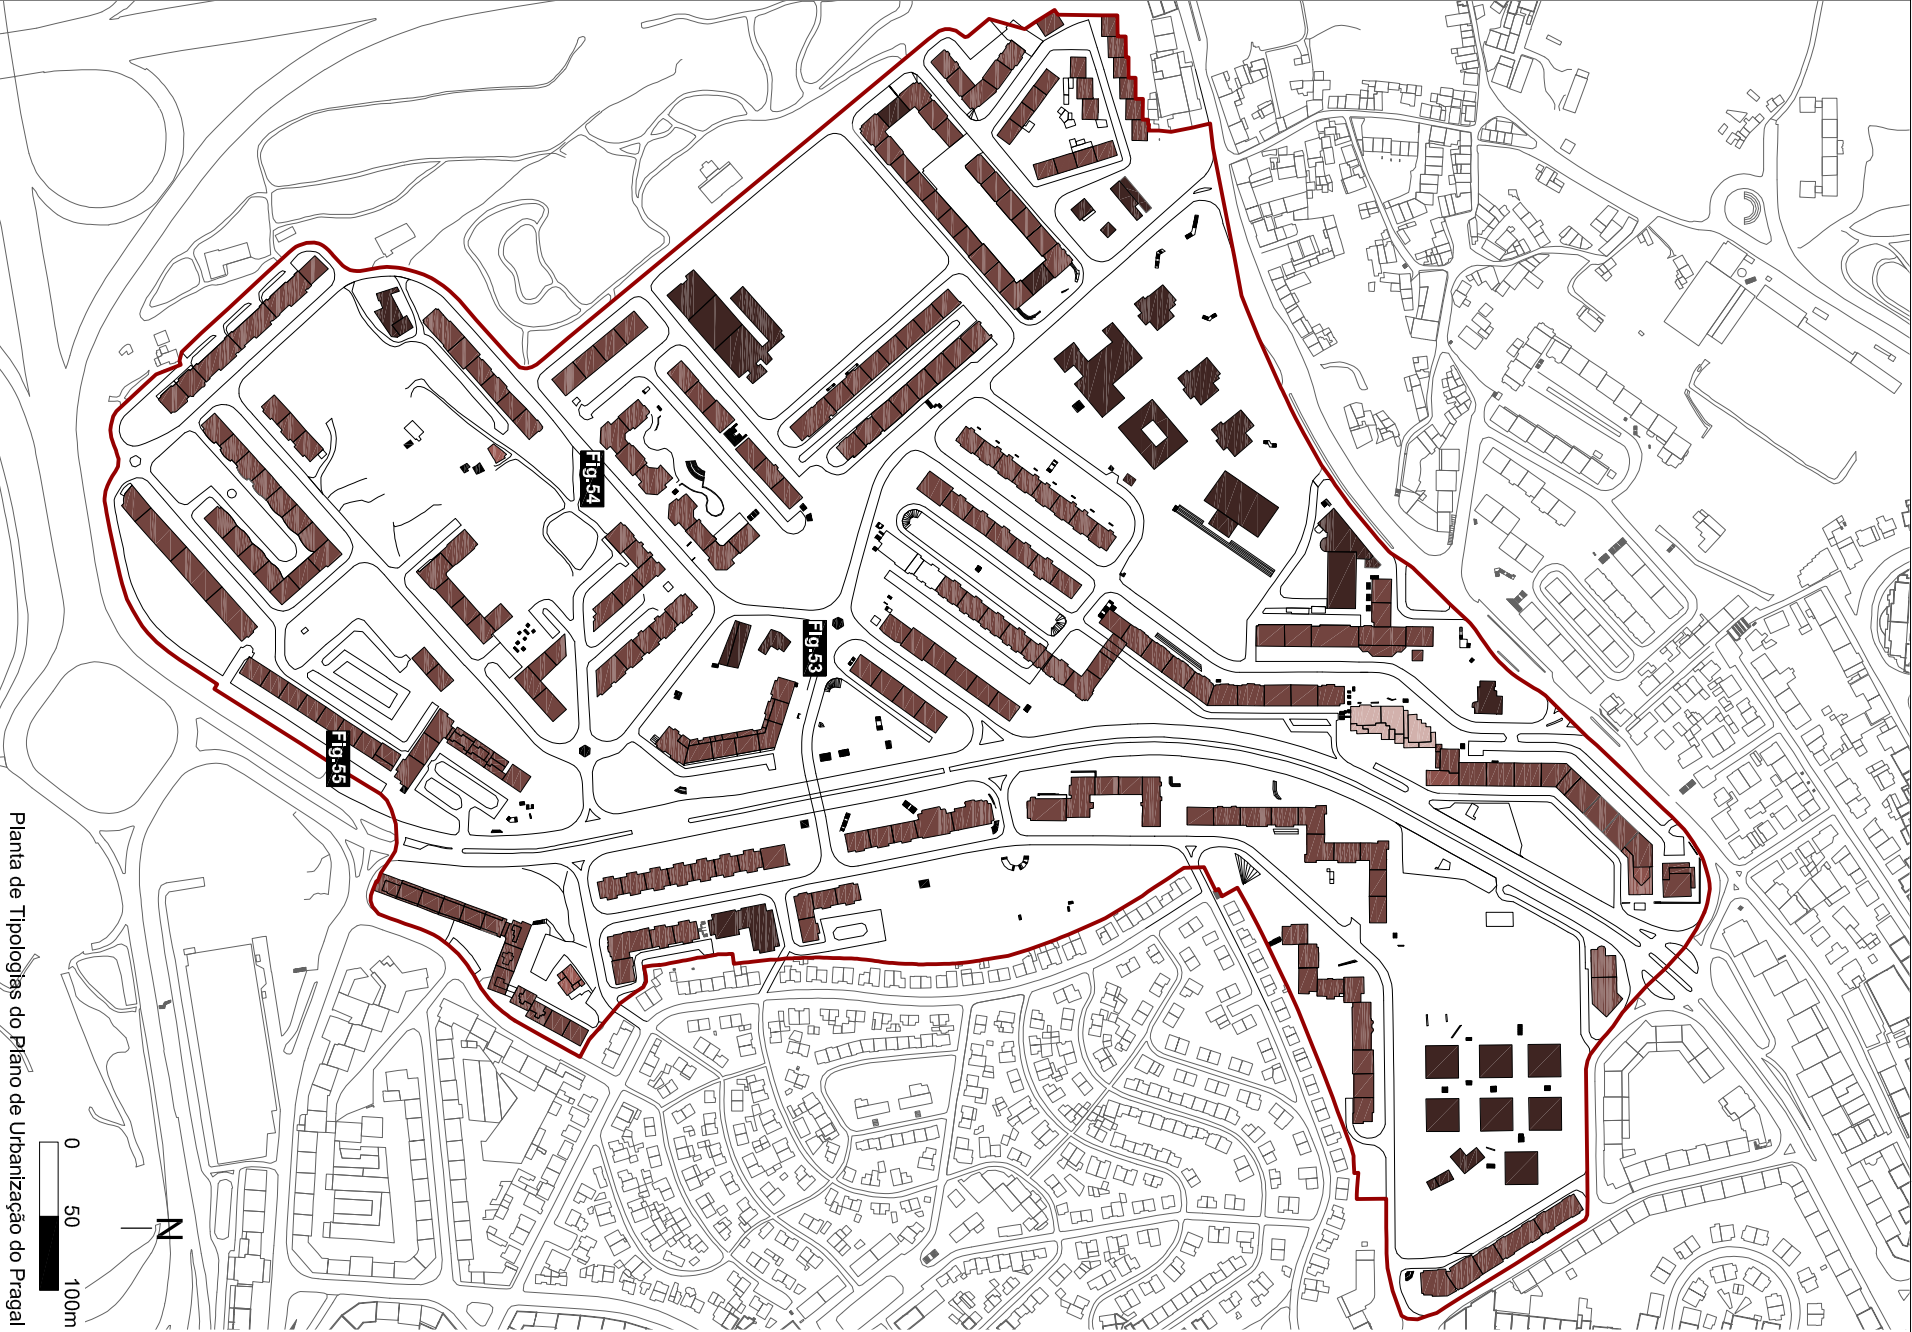 Fig.54
Fig.53
Fig.55
Planta de Tipologias do Plano de Urbanização do Pragal
0
50
100m
N